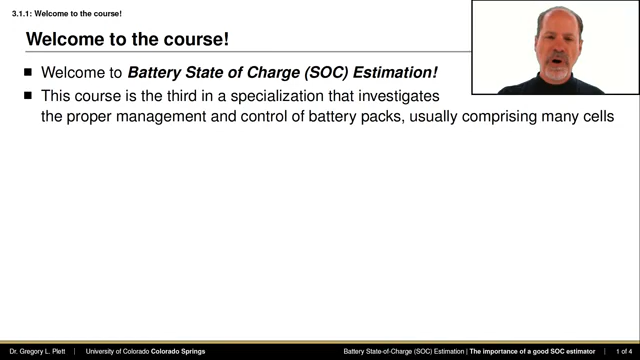 3.1.1: Welcome to the course!
Welcome to the course!
Welcome to Battery State of Charge (SOC) Estimation!
This course is the third in a specialization that investigates
the proper management and control of battery packs, usually comprising many cells
Dr. Gregory L. Plett | University of Colorado Colorado Springs Battery State-of-Charge (SOC) Estimation | The importance of a good SOC estimator | 1 of 4